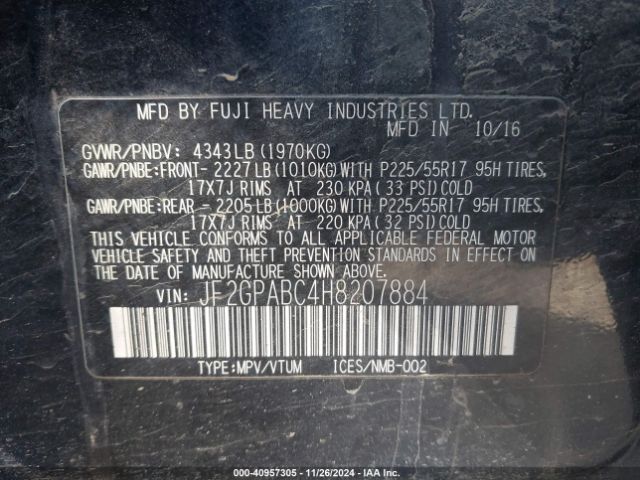 MFD BY FUJI HEAVY INDUSTRIES LTD.
MFD IN 10/16
GVWR/PNBV: 4343LB (1970KG)
GAWR/PNBE:FRONT- 2227LB(1010KG)WITH P225/55R17 95H TIRES,
17X7J RIMS AT 230 KPA(33 PSI)COLD
GAWR/PNBE:REAR - 2205LB(1000KG)WITH P225/55R17 95H TIRES,
17X7J RIMS AT 220 KPA(32 PSI)COLD
THIS VEHICLE CONFORMS TO ALL APPLICABLE FEDERAL MOTOR
VEHICLE SAFETY AND THEFT PREVENTION STANDARDS IN EFFECT ON
THE DATE OF MANUFACTURE SHOWN ABOVE.
VIN: JF2GPABC4H8207884
TYPE:MPV/VTUM ICES/NMB-002
000-40957305 - 11/26/2024 - IAA Inc.